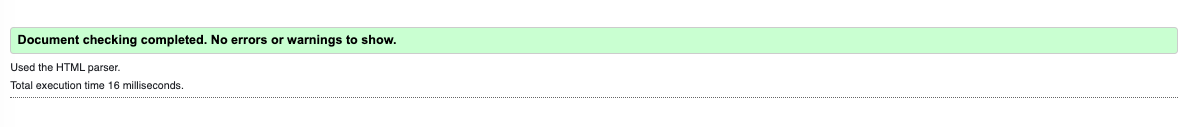 Document checking completed. No errors or warnings to show.
Used the HTML parser.
Total execution time 16 milliseconds.